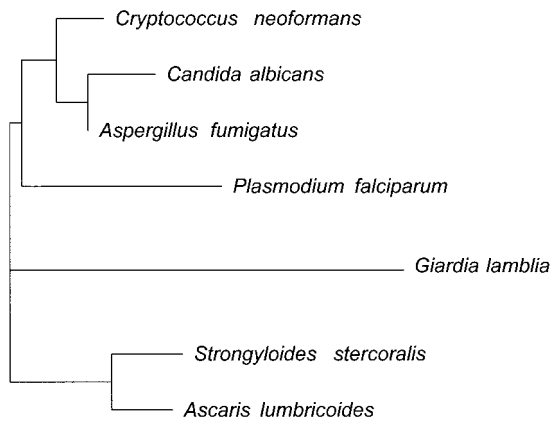 Cryptococcus neoformans
Candida albicans
Aspergillus fumigatus
Plasmodium falciparum
Giardia lamblia
Strongyloides stercoralis
Ascaris lumbricoides